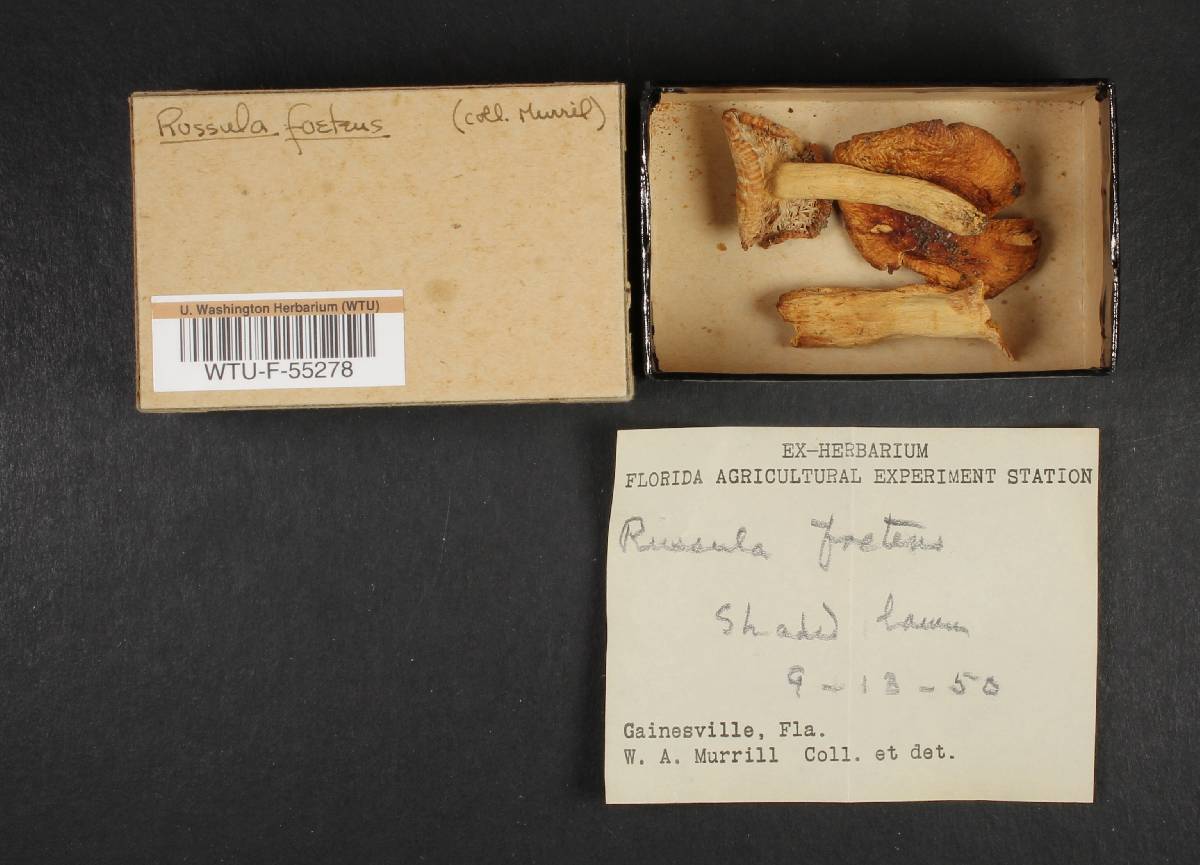 Russula foetens (coll. Murril)
U. Washington Herbarium (WTU)
WTU-F-55278
EX-HERBARIUM
FLORIDA AGRICULTURAL EXPERIMENT STATION
Russula foetens
Shaded lawn
9-13-50
Gainesville, Fla.
W. A. Murrill Coll. et det.